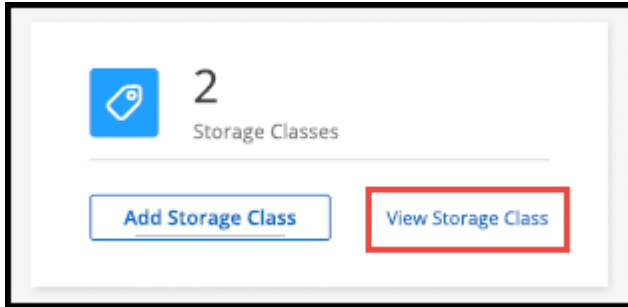 2
Storage Classes
Add Storage Class
View Storage Class